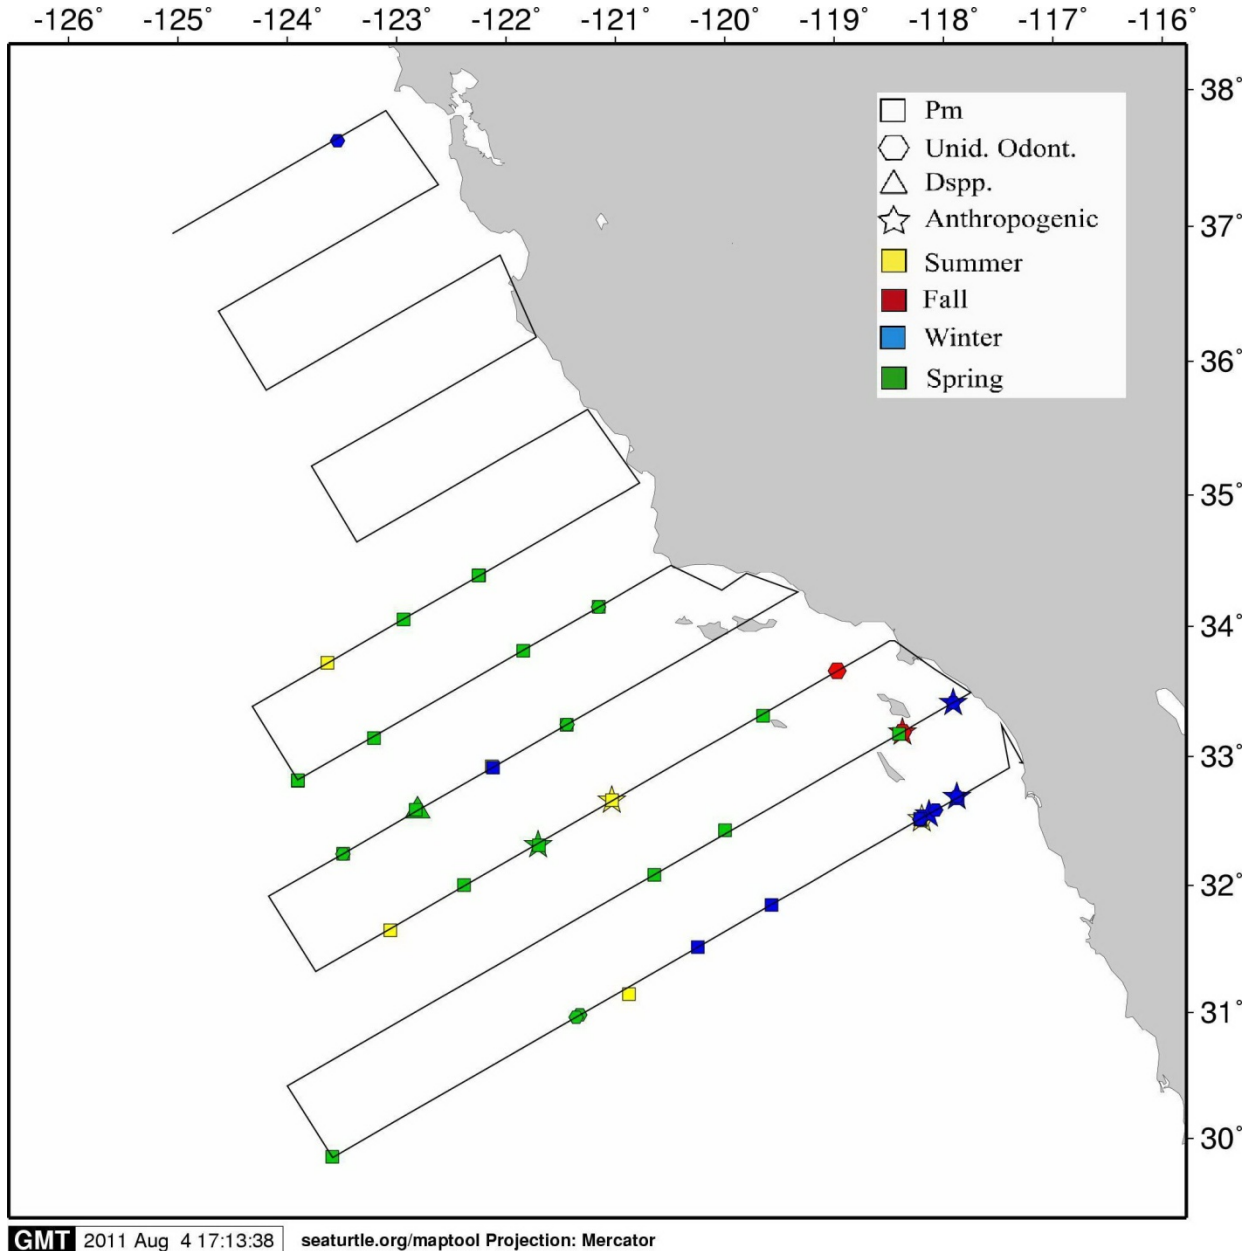 -126° -125° -124° -123° -122° -121° -120° -119° -118° -117° -116°
38°
Pm
Unid. Odont.
Dspp.
37°
Anthropogenic
Summer
Fall
Winter
36°
Spring
35°
34°
33°
32°
31°
30°
GMT 2011 Aug 4 17:13:38 seaturtle.org/maptool Projection: Mercator